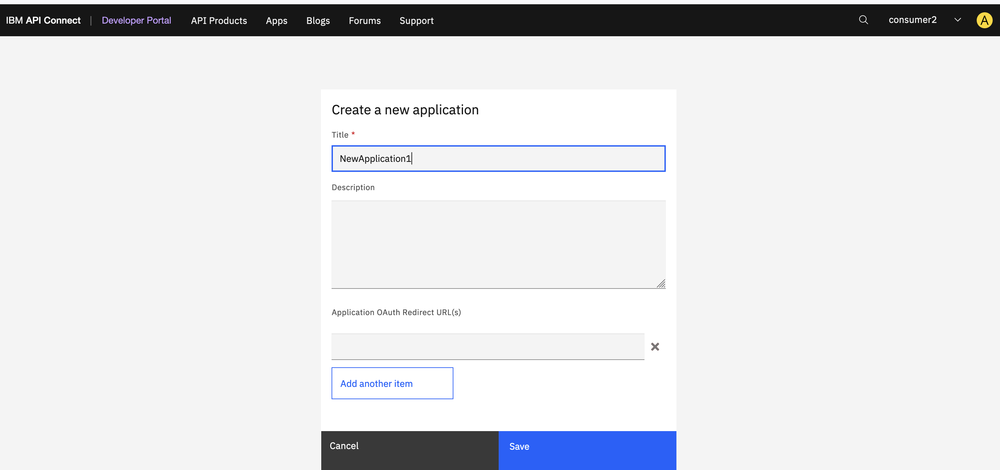 IBM API Connect | Developer Portal API Products Apps Blogs Forums Support consumer2 A
Create a new application
Title *
NewApplication1
Description
Application OAuth Redirect URL(s)
Add another item
Cancel Save